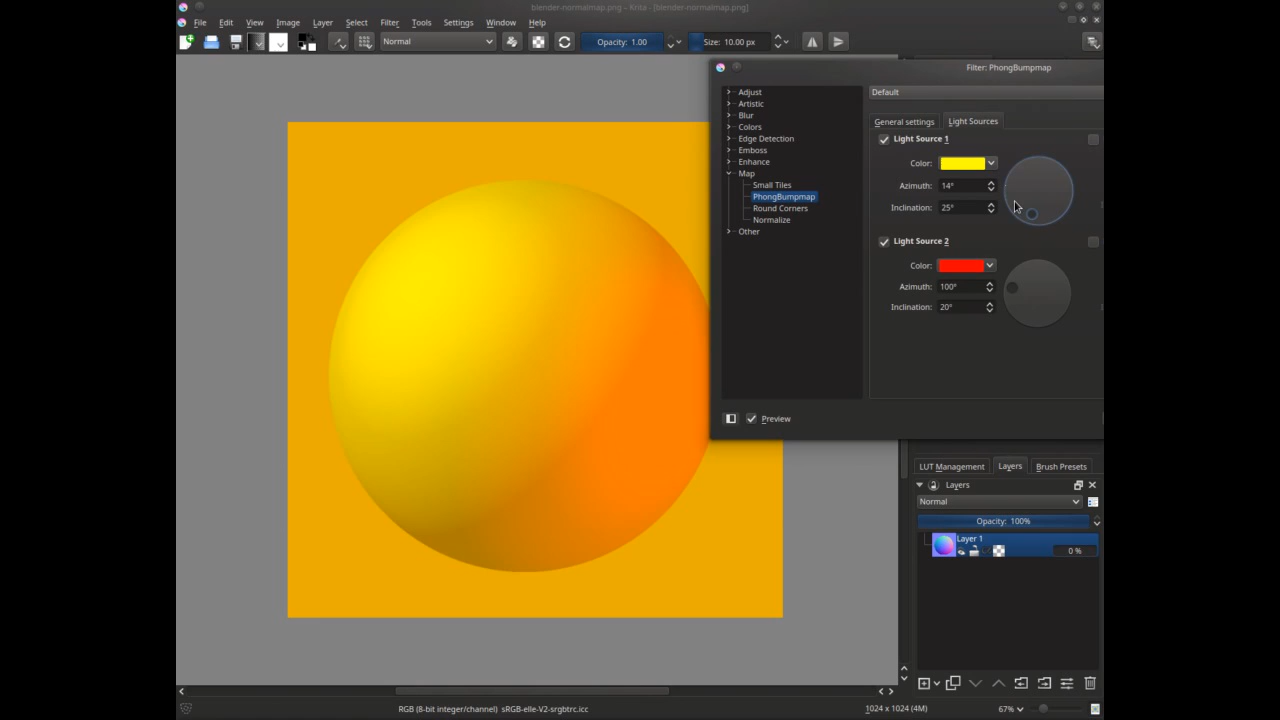 blender-normalmap.png – Krita - [blender-normalmap.png]
File Edit View Image Layer Select Filter Tools Settings Window Help
Normal Opacity: 1.00 Size: 10.00 px
Filter: PhongBumpmap
Adjust
Artistic
Blur
Colors
Edge Detection
Emboss
Enhance
Map
Small Tiles
PhongBumpmap
Round Corners
Normalize
Other
Default
General settings Light Sources
Light Source 1
Color:
Azimuth: 14°
Inclination: 25°
Light Source 2
Color:
Azimuth: 100°
Inclination: 20°
Preview
LUT Management Layers Brush Presets
Layers
Normal
Opacity: 100%
Layer 1
0 %
RGB (8-bit integer/channel) sRGB-elle-V2-srgbtrc.icc 1024 x 1024 (4M) 67%